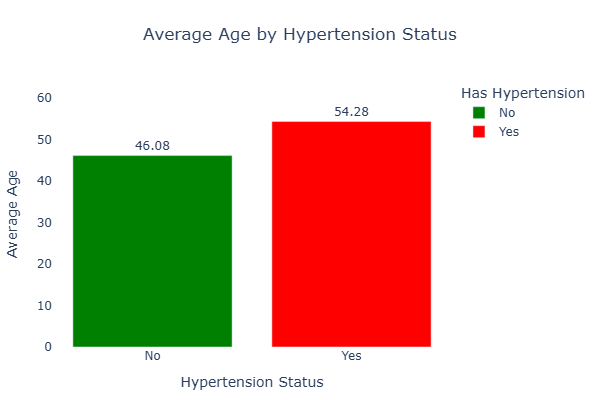 Average Age by Hypertension Status
Has Hypertension
No
Yes
60
50
40
30
20
10
0
Average Age
46.08
54.28
No
Yes
Hypertension Status